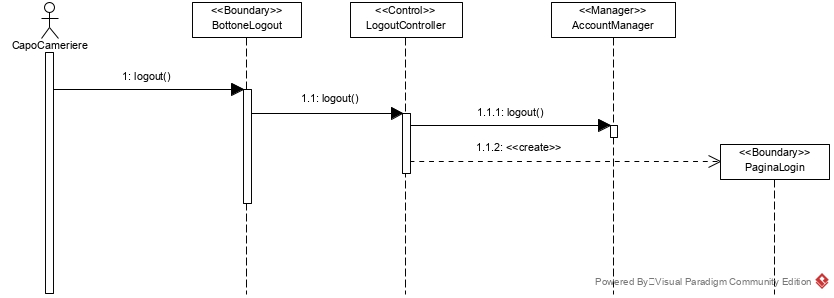 <<Boundary>>
BottoneLogout
<<Control>>
LogoutController
<<Manager>>
AccountManager
CapoCameriere
1: logout()
1.1: logout()
1.1.1: logout()
1.1.2: <<create>>
<<Boundary>>
PaginaLogin
Powered By Visual Paradigm Community Edition